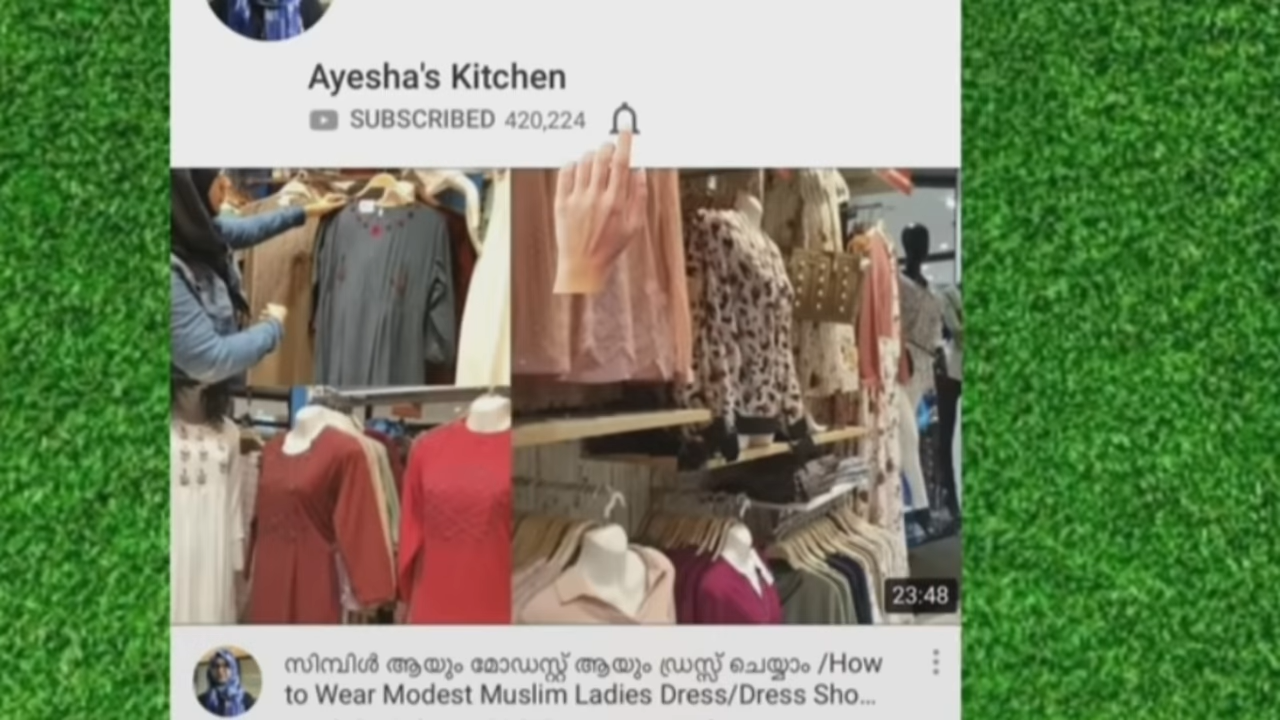 Ayesha's Kitchen
SUBSCRIBED 420,224
23:48
സിമ്പിൾ ആയും മോഡസ്റ്റ് ആയും ഡ്രസ്സ് ചെയ്യാം /How
to Wear Modest Muslim Ladies Dress/Dress Sho...